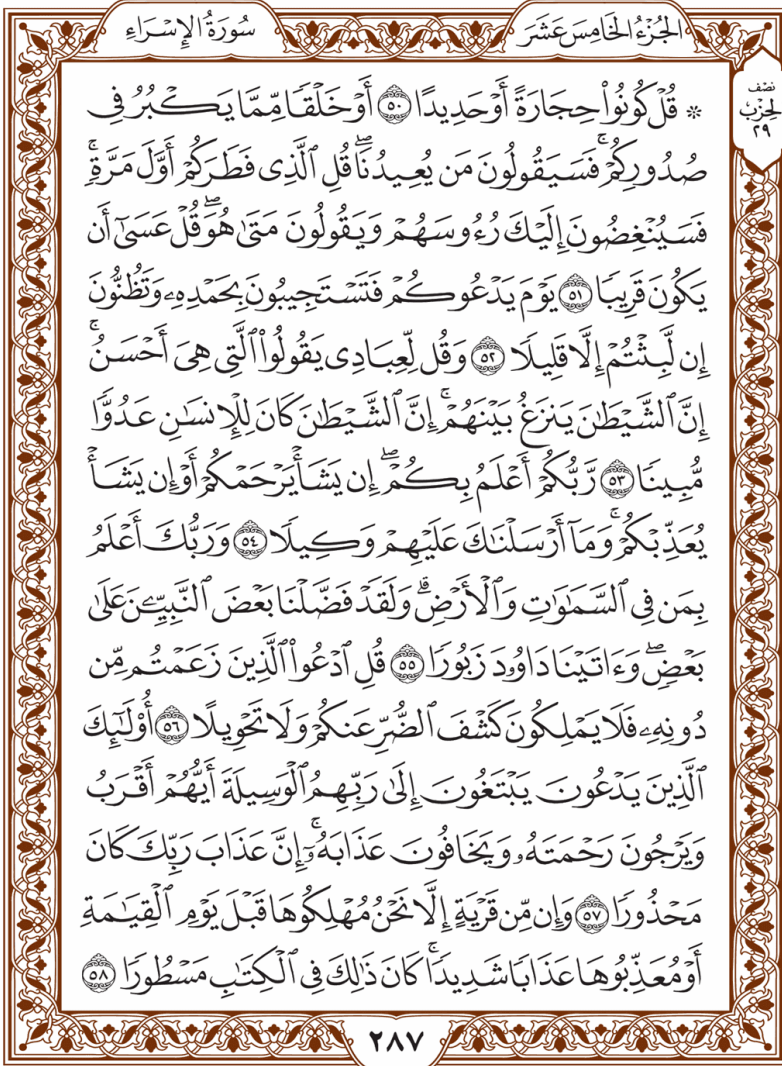 الجُزْءُ الخَامِسَ عَشَرَ
سُورَةُ الإِسْرَاءِ
نصف
الحزب
٢٩
۞ قُلْ كُونُوا۟ حِجَارَةً أَوْ حَدِيدًا ٥٠ أَوْ خَلْقًا مِّمَّا يَكْبُرُ فِى
صُدُورِكُمْ ۚ فَسَيَقُولُونَ مَن يُعِيدُنَا ۖ قُلِ ٱلَّذِى فَطَرَكُمْ أَوَّلَ مَرَّةٍ ۚ
فَسَيُنْغِضُونَ إِلَيْكَ رُءُوسَهُمْ وَيَقُولُونَ مَتَىٰ هُوَ ۖ قُلْ عَسَىٰٓ أَن
يَكُونَ قَرِيبًا ٥١ يَوْمَ يَدْعُوكُمْ فَتَسْتَجِيبُونَ بِحَمْدِهِۦ وَتَظُنُّونَ
إِن لَّبِثْتُمْ إِلَّا قَلِيلًا ٥٢ وَقُل لِّعِبَادِى يَقُولُوا۟ ٱلَّتِى هِىَ أَحْسَنُ ۚ
إِنَّ ٱلشَّيْطَـٰنَ يَنزَغُ بَيْنَهُمْ ۚ إِنَّ ٱلشَّيْطَـٰنَ كَانَ لِلْإِنسَـٰنِ عَدُوًّا
مُّبِينًا ٥٣ رَّبُّكُمْ أَعْلَمُ بِكُمْ ۖ إِن يَشَأْ يَرْحَمْكُمْ أَوْ إِن يَشَأْ
يُعَذِّبْكُمْ ۚ وَمَآ أَرْسَلْنَـٰكَ عَلَيْهِمْ وَكِيلًا ٥٤ وَرَبُّكَ أَعْلَمُ
بِمَن فِى ٱلسَّمَـٰوَٰتِ وَٱلْأَرْضِ ۗ وَلَقَدْ فَضَّلْنَا بَعْضَ ٱلنَّبِيِّـۧنَ عَلَىٰ
بَعْضٍ ۖ وَءَاتَيْنَا دَاوُۥدَ زَبُورًا ٥٥ قُلِ ٱدْعُوا۟ ٱلَّذِينَ زَعَمْتُم مِّن
دُونِهِۦ فَلَا يَمْلِكُونَ كَشْفَ ٱلضُّرِّ عَنكُمْ وَلَا تَحْوِيلًا ٥٦ أُو۟لَـٰٓئِكَ
ٱلَّذِينَ يَدْعُونَ يَبْتَغُونَ إِلَىٰ رَبِّهِمُ ٱلْوَسِيلَةَ أَيُّهُمْ أَقْرَبُ
وَيَرْجُونَ رَحْمَتَهُۥ وَيَخَافُونَ عَذَابَهُۥٓ ۚ إِنَّ عَذَابَ رَبِّكَ كَانَ
مَحْذُورًا ٥٧ وَإِن مِّن قَرْيَةٍ إِلَّا نَحْنُ مُهْلِكُوهَا قَبْلَ يَوْمِ ٱلْقِيَـٰمَةِ
أَوْ مُعَذِّبُوهَا عَذَابًا شَدِيدًا ۚ كَانَ ذَٰلِكَ فِى ٱلْكِتَـٰبِ مَسْطُورًا ٥٨
٢٨٧